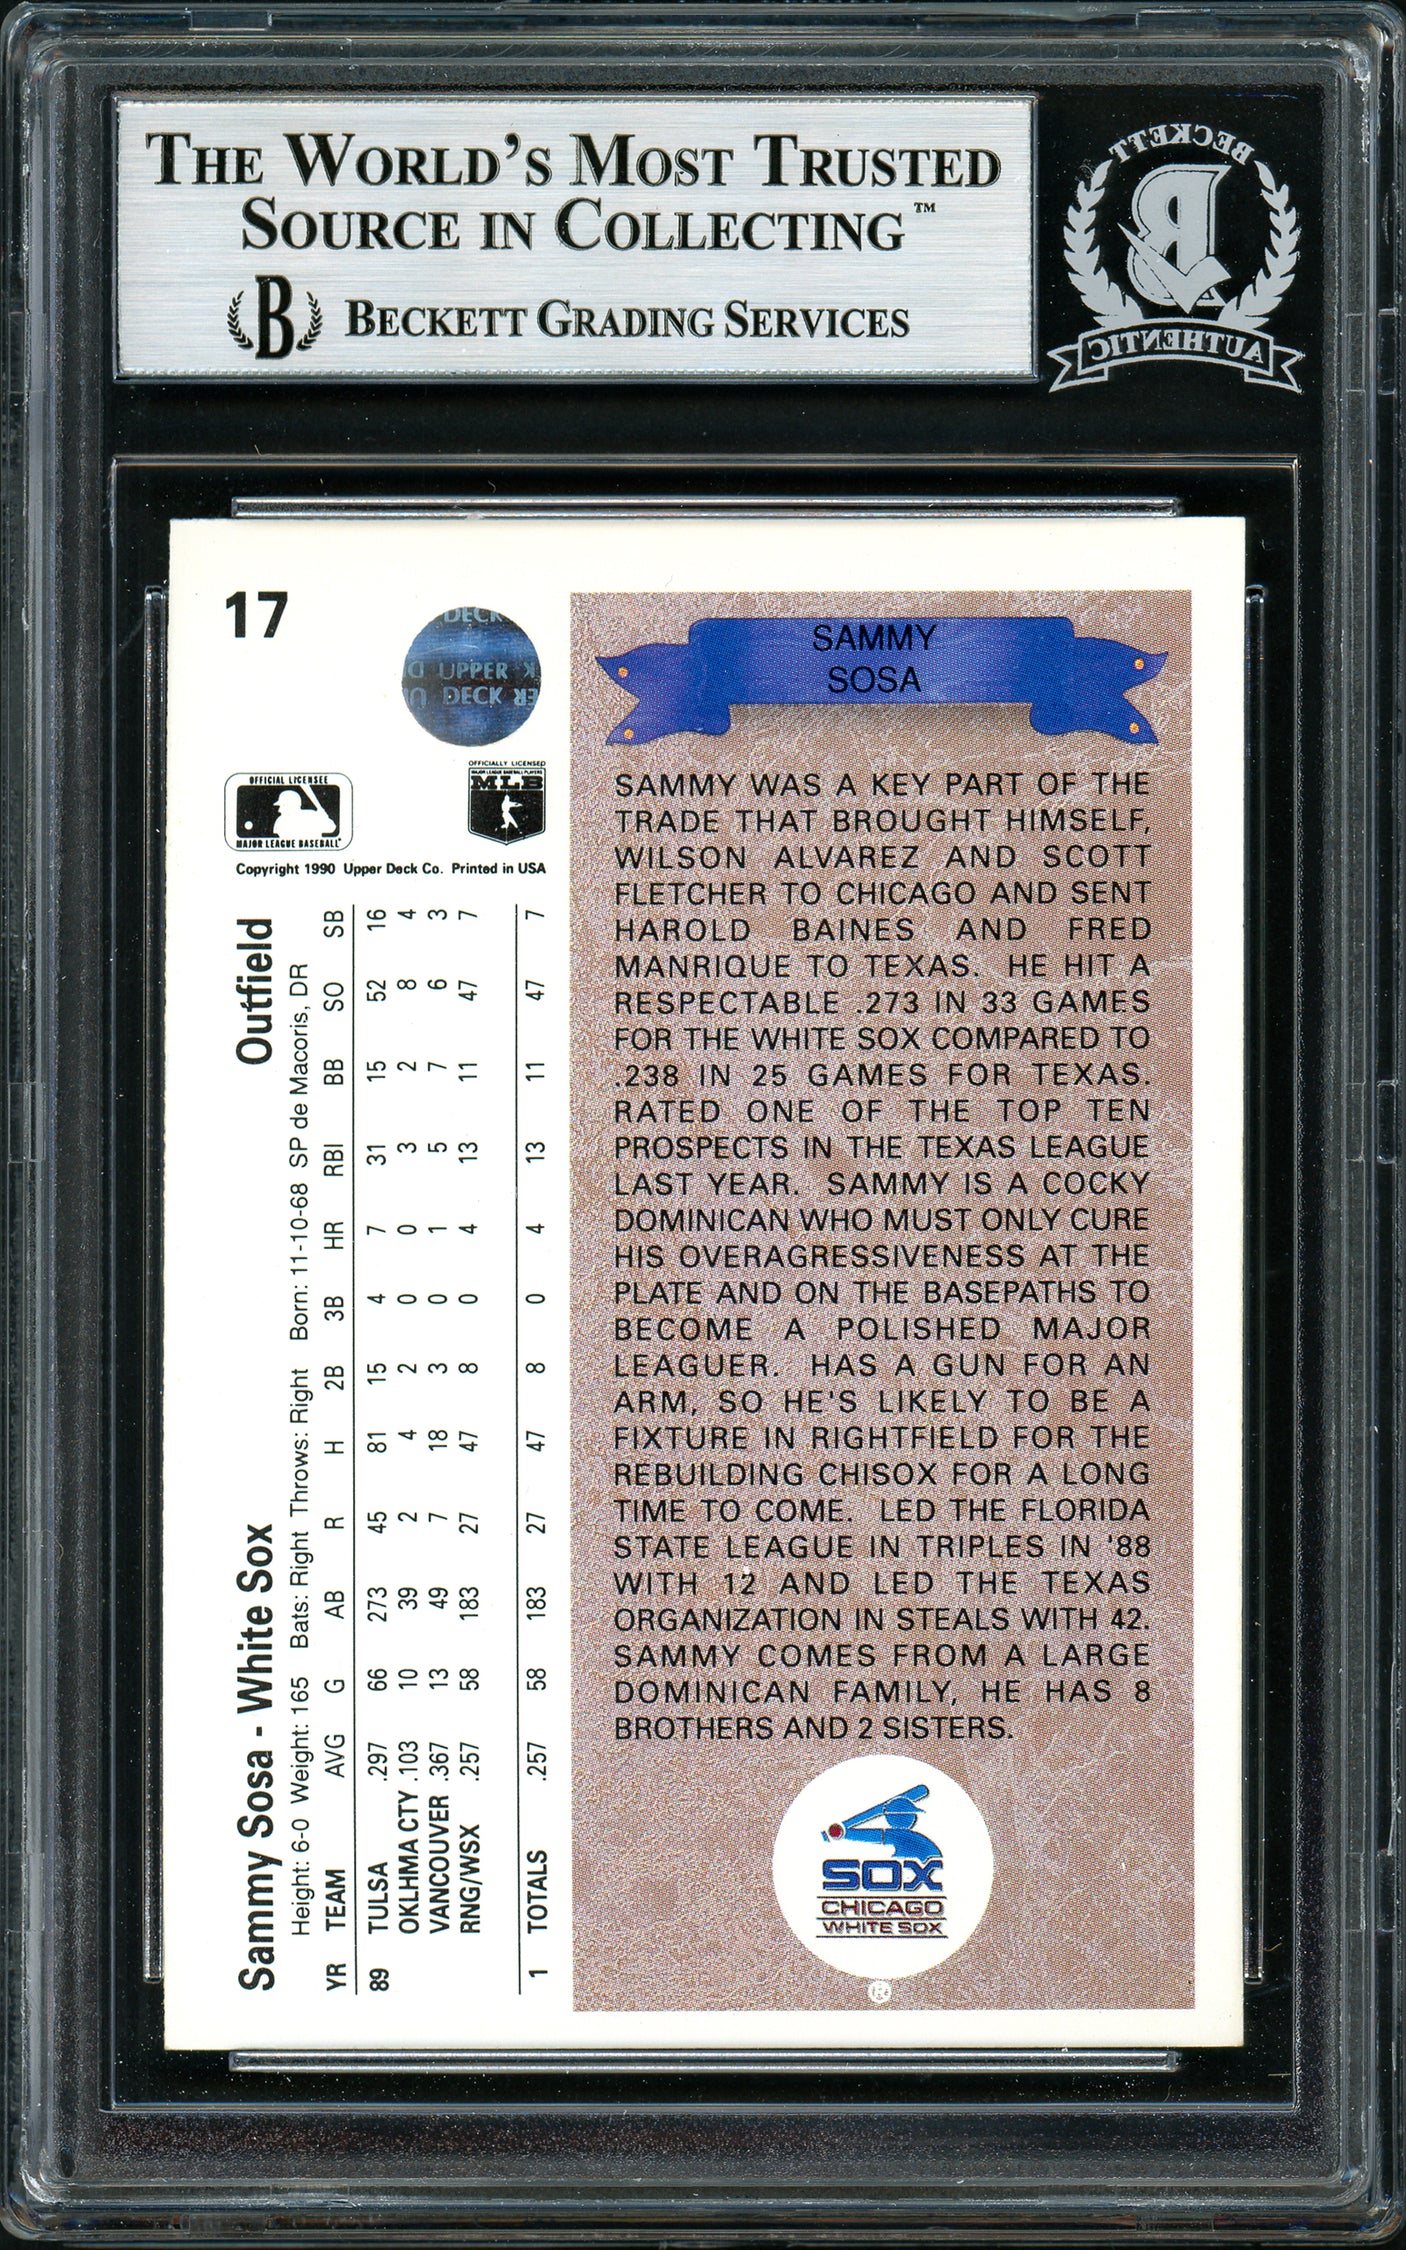 THE WORLD'S MOST TRUSTED
SOURCE IN COLLECTING™
B BECKETT GRADING SERVICES
BECKETT
B
AUTHENTIC
17
DECK
UPPER
DECK
OFFICIAL LICENSEE
MAJOR LEAGUE BASEBALL
OFFICIALLY LICENSED
MAJOR LEAGUE BASEBALL PLAYERS
MLB
Copyright 1990 Upper Deck Co. Printed in USA
Sammy Sosa - White Sox Outfield
Height: 6-0 Weight: 165 Bats: Right Throws: Right Born: 11-10-68 SP de Macoris, DR
YR TEAM AVG G AB R H 2B 3B HR RBI BB SO SB
89 TULSA .297 66 273 45 81 15 4 7 31 15 52 16
OKLHMA CTY .103 10 39 2 4 2 0 0 3 2 8 4
VANCOUVER .367 13 49 7 18 3 0 1 5 7 6 3
RNG/WSX .257 58 183 27 47 8 0 4 13 11 47 7
1 TOTALS .257 58 183 27 47 8 0 4 13 11 47 7
SAMMY
SOSA
SAMMY WAS A KEY PART OF THE
TRADE THAT BROUGHT HIMSELF,
WILSON ALVAREZ AND SCOTT
FLETCHER TO CHICAGO AND SENT
HAROLD BAINES AND FRED
MANRIQUE TO TEXAS. HE HIT A
RESPECTABLE .273 IN 33 GAMES
FOR THE WHITE SOX COMPARED TO
.238 IN 25 GAMES FOR TEXAS.
RATED ONE OF THE TOP TEN
PROSPECTS IN THE TEXAS LEAGUE
LAST YEAR. SAMMY IS A COCKY
DOMINICAN WHO MUST ONLY CURE
HIS OVERAGRESSIVENESS AT THE
PLATE AND ON THE BASEPATHS TO
BECOME A POLISHED MAJOR
LEAGUER. HAS A GUN FOR AN
ARM, SO HE'S LIKELY TO BE A
FIXTURE IN RIGHTFIELD FOR THE
REBUILDING CHISOX FOR A LONG
TIME TO COME. LED THE FLORIDA
STATE LEAGUE IN TRIPLES IN '88
WITH 12 AND LED THE TEXAS
ORGANIZATION IN STEALS WITH 42.
SAMMY COMES FROM A LARGE
DOMINICAN FAMILY, HE HAS 8
BROTHERS AND 2 SISTERS.
SOX
CHICAGO
WHITE SOX
®